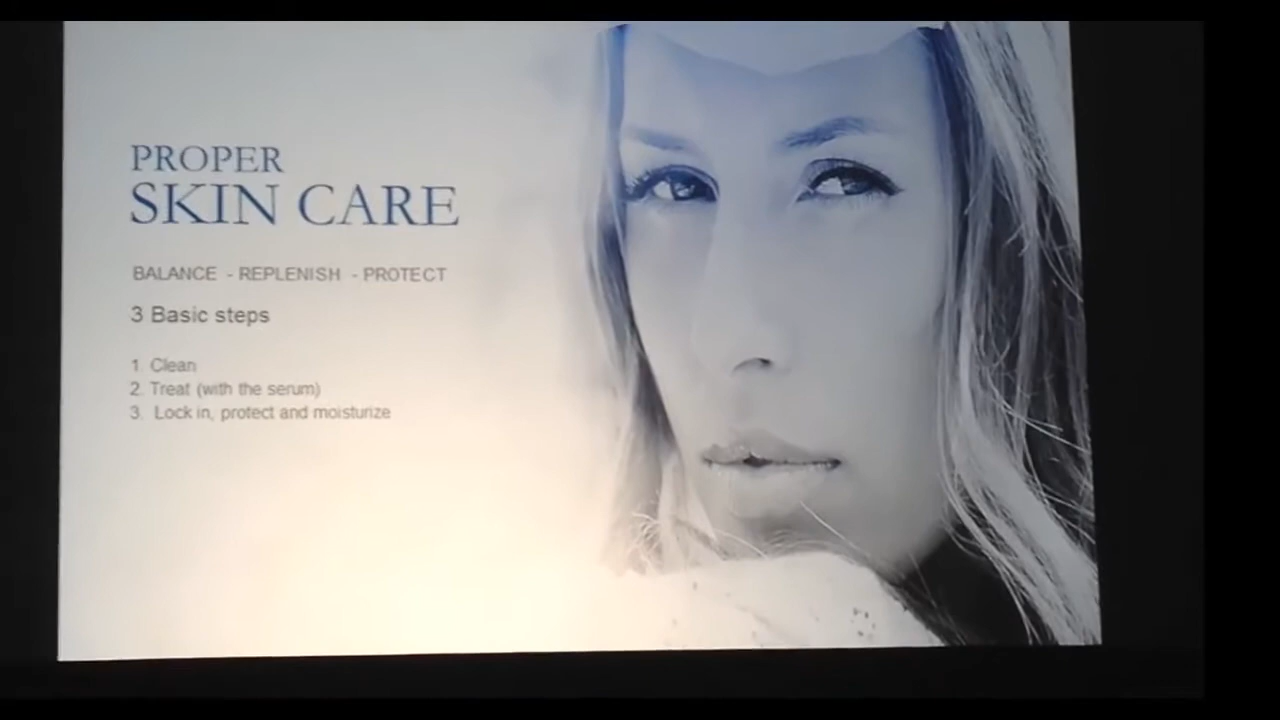 PROPER
SKIN CARE
BALANCE - REPLENISH - PROTECT
3 Basic steps
1. Clean
2. Treat (with the serum)
3. Lock in, protect and moisturize